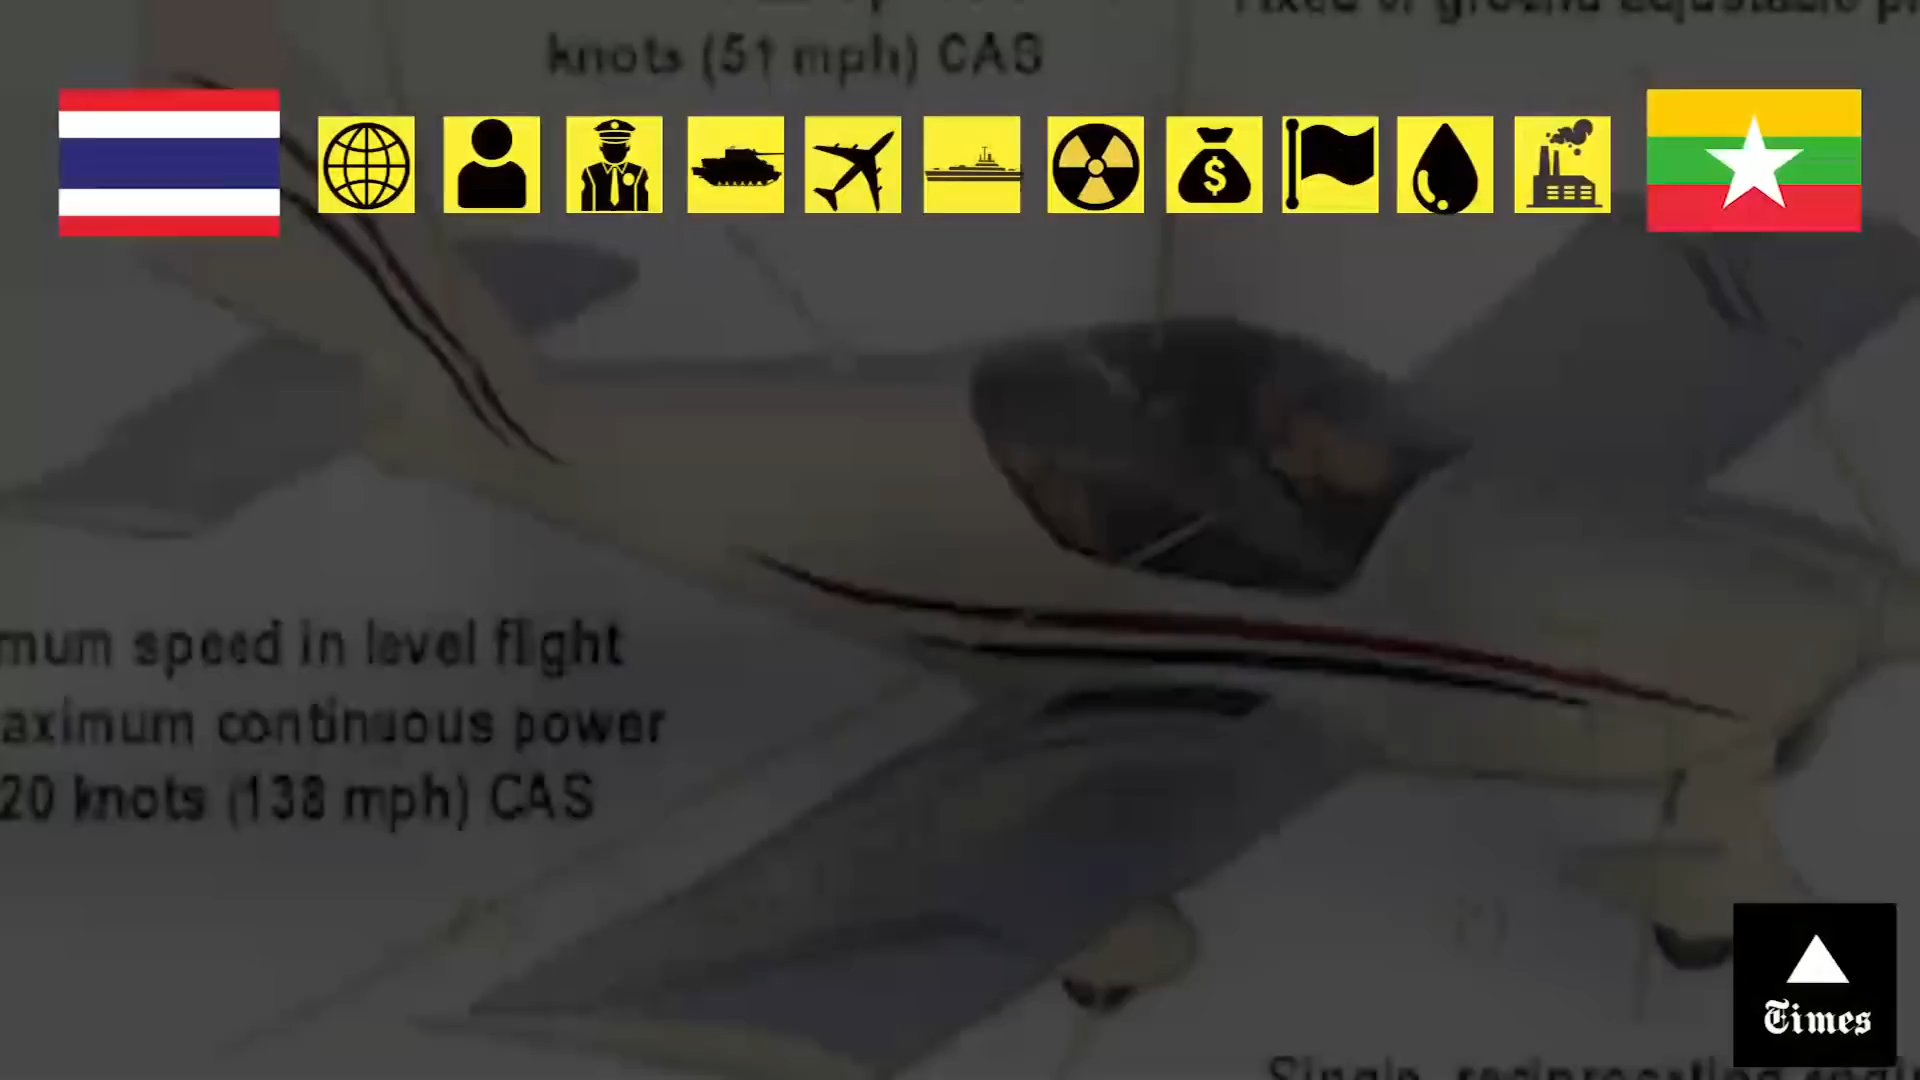 knots (51 mph) CAS
mum speed in level flight
aximum continuous power
20 knots (138 mph) CAS
Times